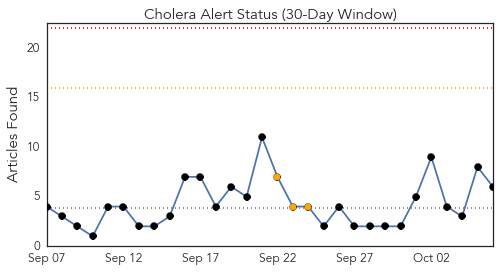 Cholera Alert Status (30-Day Window)
Articles Found
20
15
10
5
0
Sep 07 Sep 12 Sep 17 Sep 22 Sep 27 Oct 02